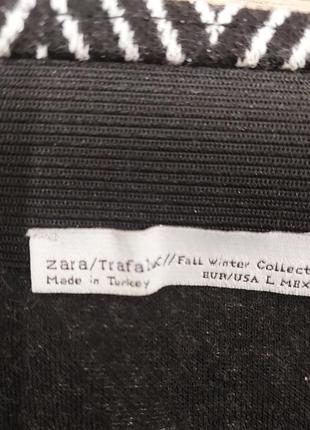 zara/Trafaluc//Fall Winter Collect
Made in Turkey
EUR/USA L MEX